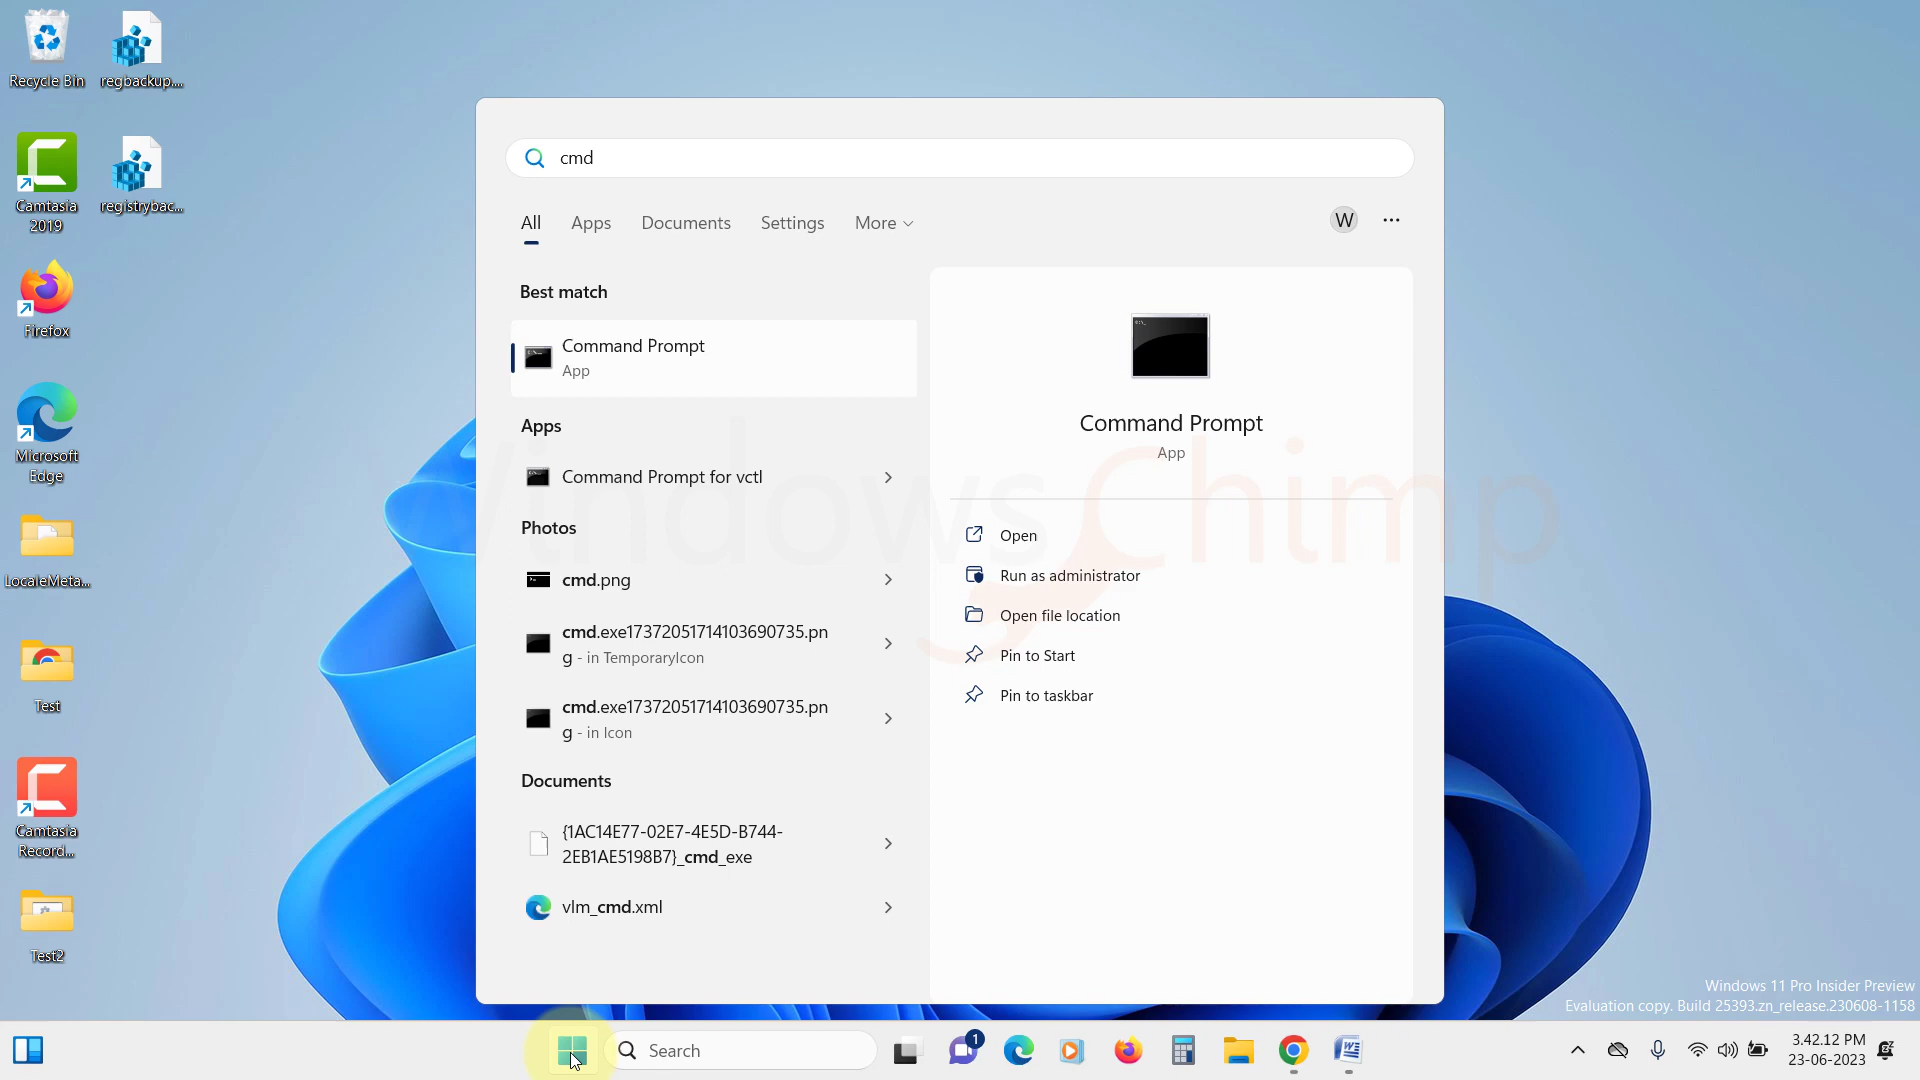 Recycle Bin
regbackup....
Camtasia
2019
registrybac...
Firefox
Microsoft
Edge
LocaleMeta...
Test
Camtasia
Record...
Test2
cmd
All
Apps
Documents
Settings
More
W
Best match
Command Prompt
App
Apps
Command Prompt for vctl
Photos
cmd.png
cmd.exe17372051714103690735.pn
g - in TemporaryIcon
cmd.exe17372051714103690735.pn
g - in Icon
Documents
{1AC14E77-02E7-4E5D-B744-
2EB1AE5198B7}_cmd_exe
vlm_cmd.xml
Command Prompt
App
Open
Run as administrator
Open file location
Pin to Start
Pin to taskbar
Windows Chimp
Windows 11 Pro Insider Preview
Evaluation copy. Build 25393.zn_release.230608-1158
Search
1
3.42.12 PM
23-06-2023